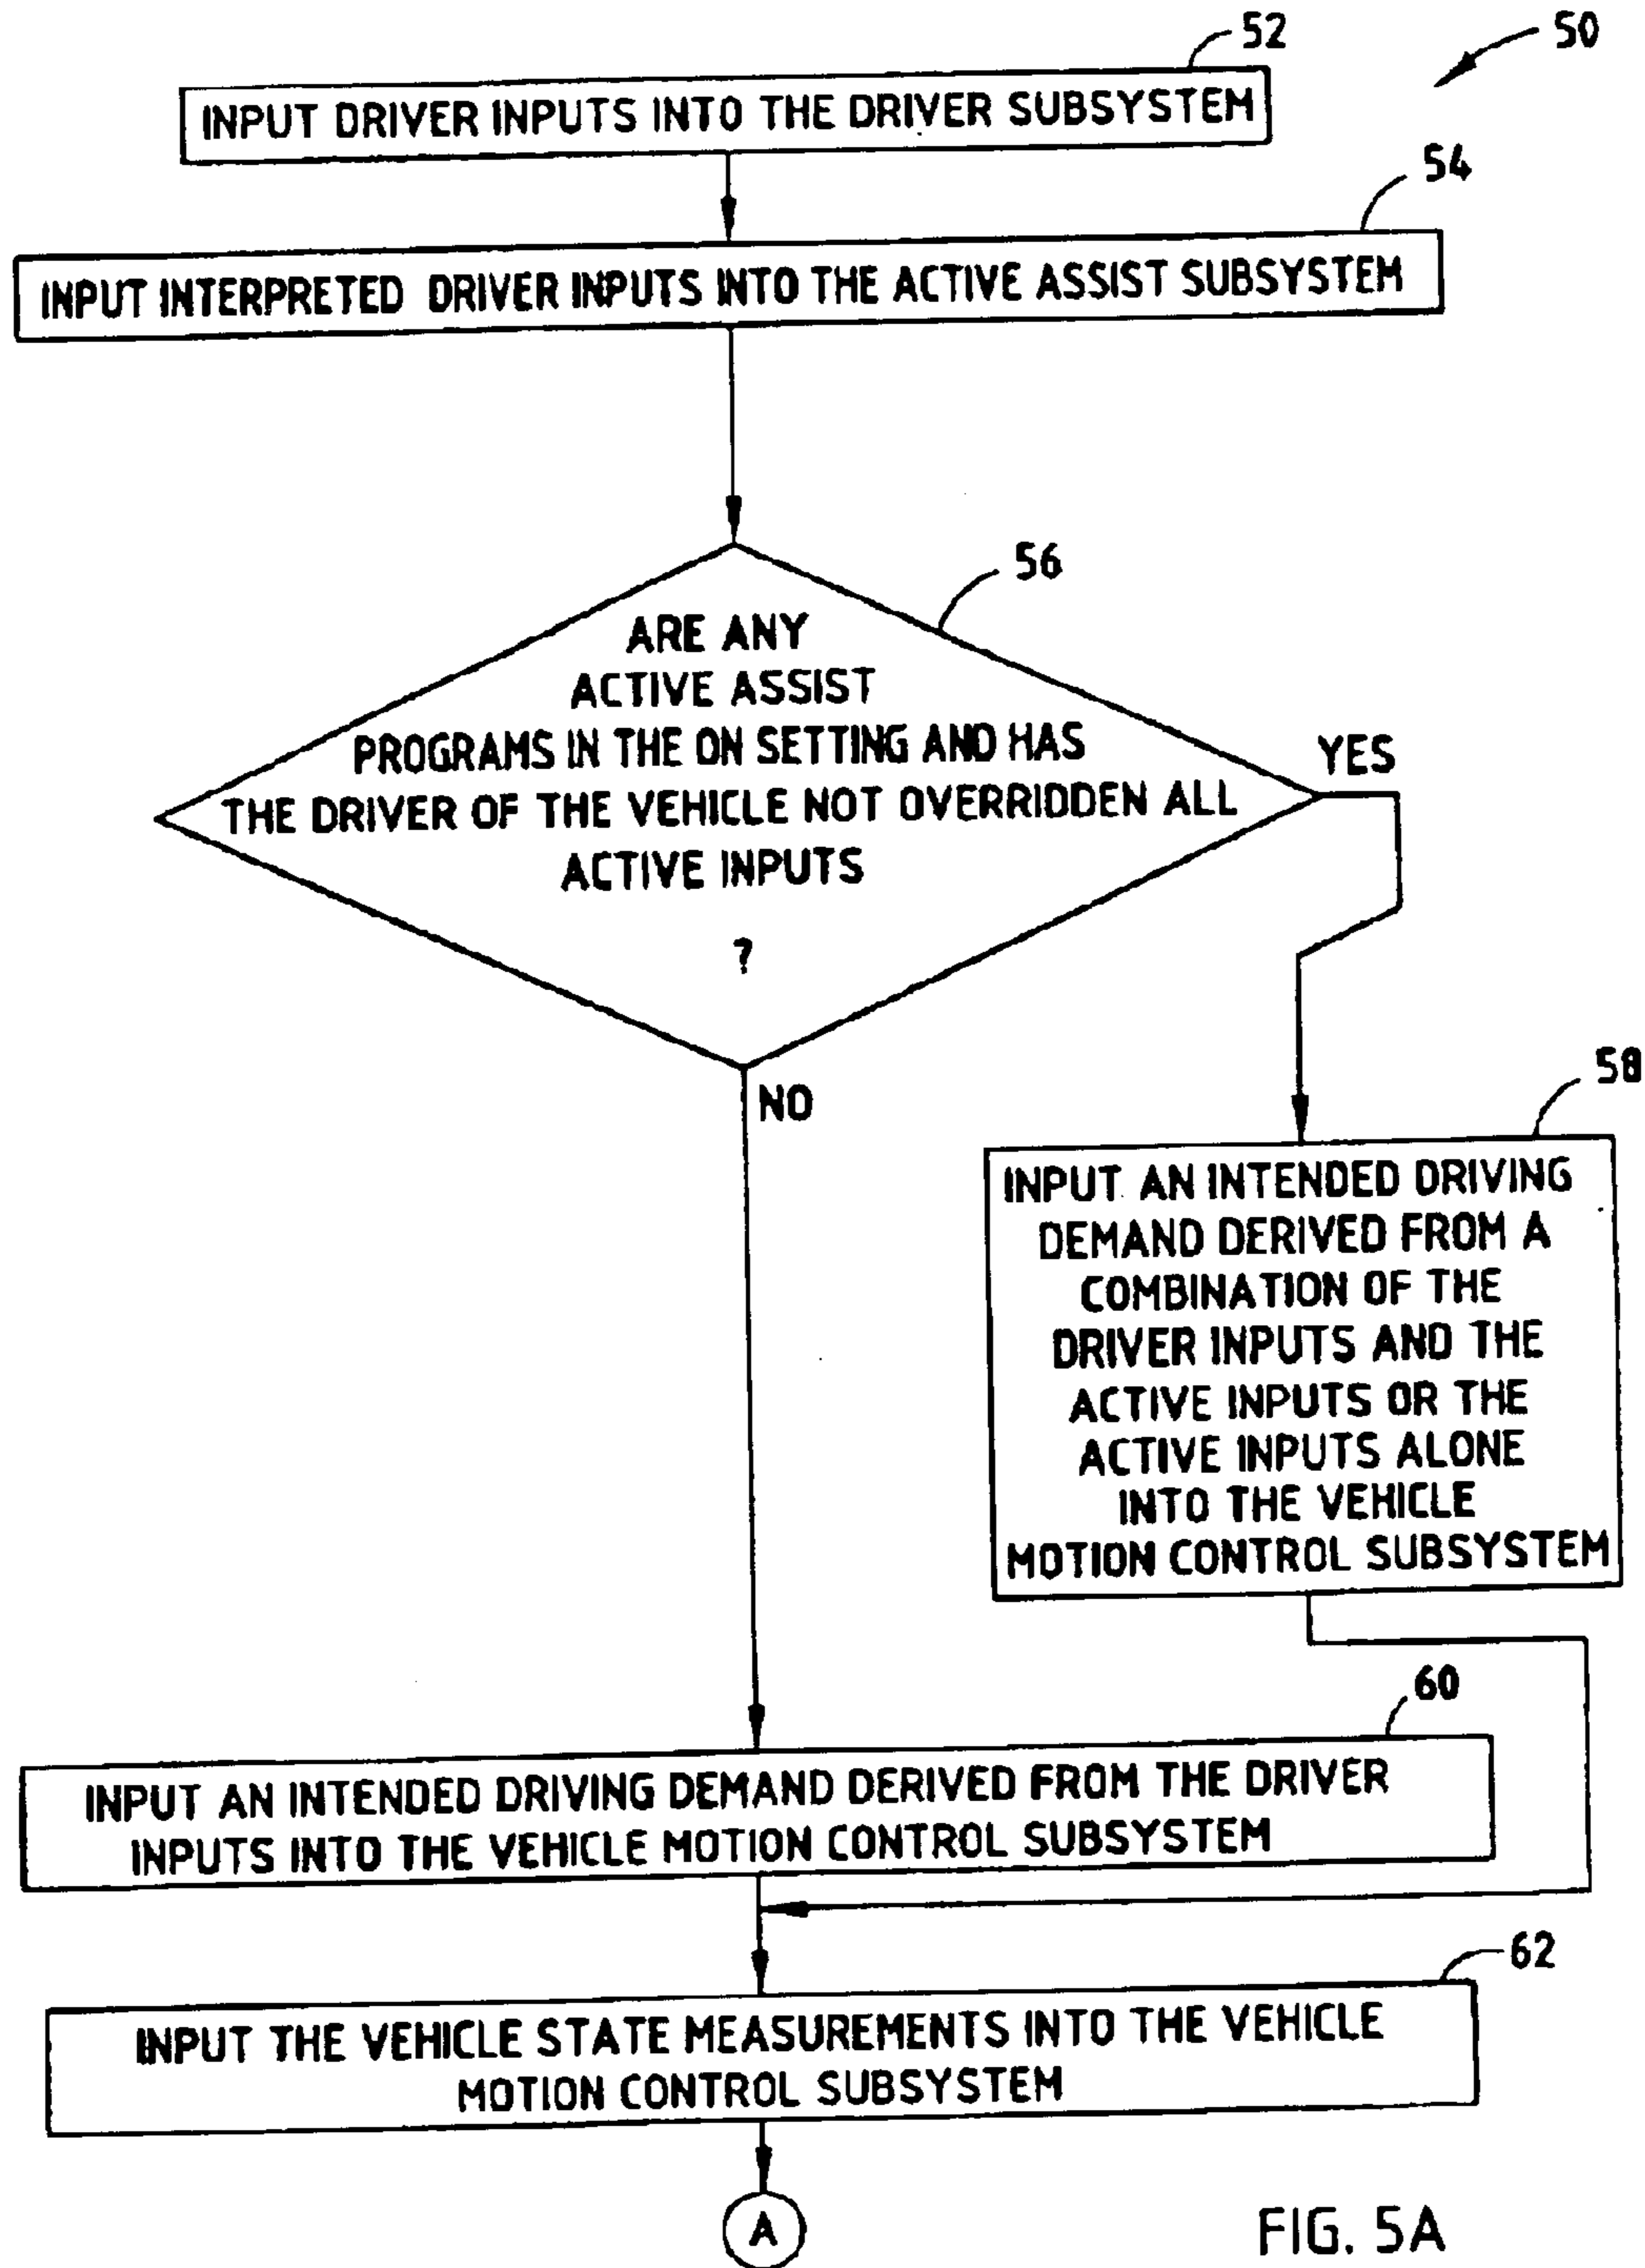 52
50
INPUT DRIVER INPUTS INTO THE DRIVER SUBSYSTEM
54
INPUT INTERPRETED DRIVER INPUTS INTO THE ACTIVE ASSIST SUBSYSTEM
56
ARE ANY
ACTIVE ASSIST
PROGRAMS IN THE ON SETTING AND HAS
THE DRIVER OF THE VEHICLE NOT OVERRIDDEN ALL
ACTIVE INPUTS
?
YES
NO
58
INPUT AN INTENDED DRIVING
DEMAND DERIVED FROM A
COMBINATION OF THE
DRIVER INPUTS AND THE
ACTIVE INPUTS OR THE
ACTIVE INPUTS ALONE
INTO THE VEHICLE
MOTION CONTROL SUBSYSTEM
60
INPUT AN INTENDED DRIVING DEMAND DERIVED FROM THE DRIVER
INPUTS INTO THE VEHICLE MOTION CONTROL SUBSYSTEM
62
INPUT THE VEHICLE STATE MEASUREMENTS INTO THE VEHICLE
MOTION CONTROL SUBSYSTEM
A
FIG. 5A